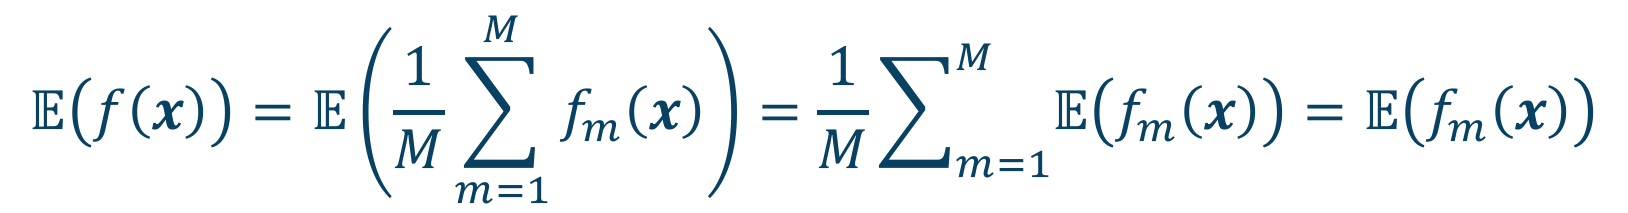 𝔼(f(𝒙)) = 𝔼(1/M ∑_{m=1}^{M} f_m(𝒙)) = 1/M ∑_{m=1}^{M} 𝔼(f_m(𝒙)) = 𝔼(f_m(𝒙))